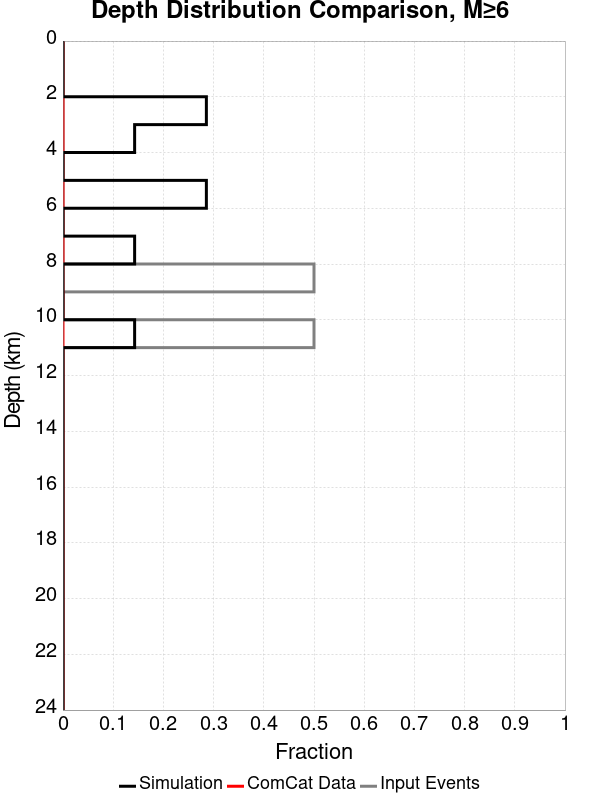 Depth Distribution Comparison, M≥6
0
2
4
6
8
10
12
14
16
18
20
22
24
Depth (km)
0 0.1 0.2 0.3 0.4 0.5 0.6 0.7 0.8 0.9 1
Fraction
Simulation ComCat Data Input Events